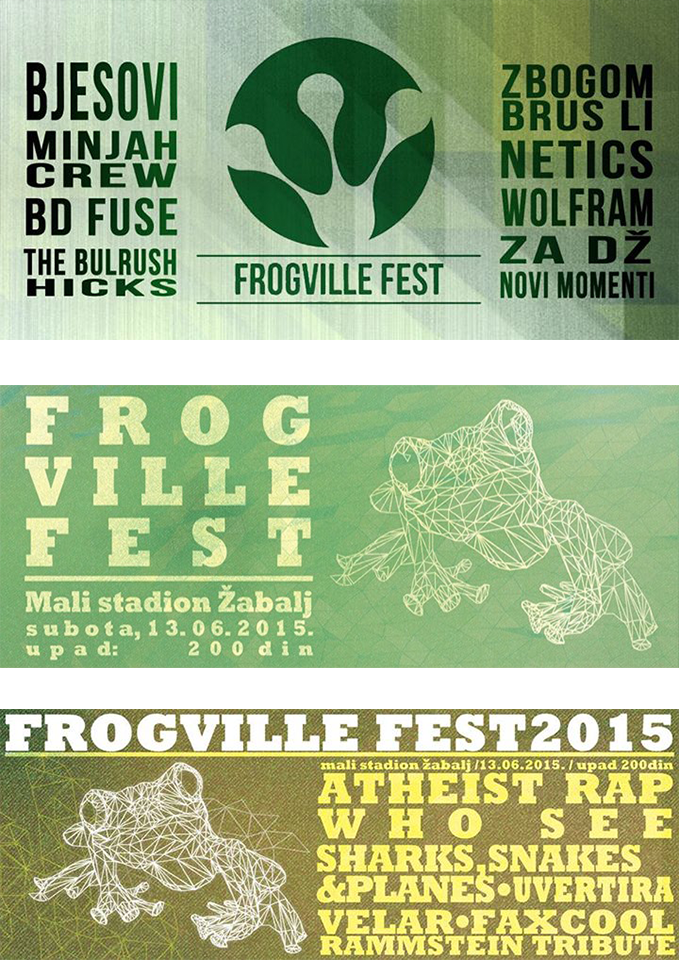 BJESOVI
MINJAH
CREW
BD FUSE
THE BULRUSH
HICKS
FROGVILLE FEST
ZBOGOM
BRUS LI
NETICS
WOLFRAM
ZA DŽ
NOVI MOMENTI
FROG
VILLE
FEST
Mali stadion Žabalj
subota, 13.06.2015.
upad: 200din
FROGVILLE FEST2015
mali stadion žabalj /13.06.2015. / upad 200din
ATHEIST RAP
WHO SEE
SHARKS,SNAKES
&PLANES•UVERTIRA
VELAR•FAXCOOL
RAMMSTEIN TRIBUTE